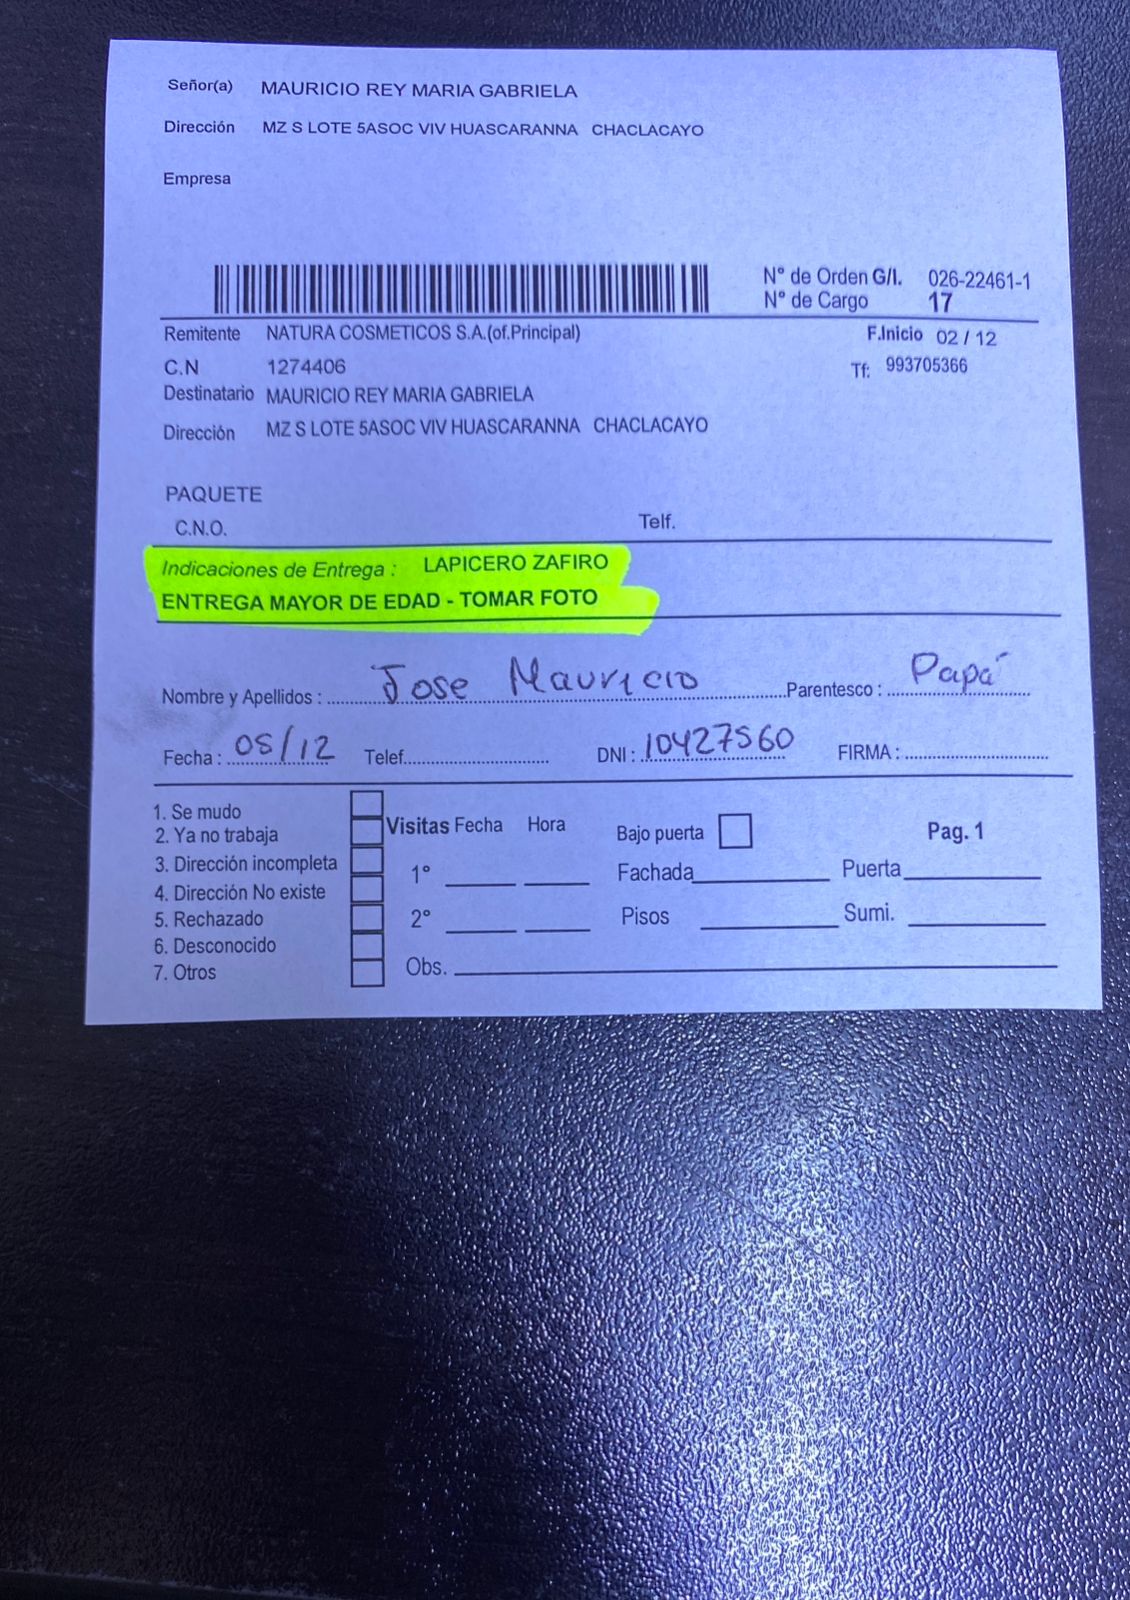 Señor(a) MAURICIO REY MARIA GABRIELA
Dirección MZ S LOTE 5ASOC VIV HUASCARANNA CHACLACAYO
Empresa
N° de Orden G/I. 026-22461-1
N° de Cargo 17
Remitente NATURA COSMETICOS S.A.(of.Principal) F.Inicio 02 / 12
C.N 1274406 Tf: 993705366
Destinatario MAURICIO REY MARIA GABRIELA
Dirección MZ S LOTE 5ASOC VIV HUASCARANNA CHACLACAYO
PAQUETE
C.N.O. Telf.
Indicaciones de Entrega : LAPICERO ZAFIRO
ENTREGA MAYOR DE EDAD - TOMAR FOTO
Nombre y Apellidos : Jose Mauricio Parentesco : Papá
Fecha : 05/12 Telef. DNI : 10427560 FIRMA :
1. Se mudo
2. Ya no trabaja Visitas Fecha Hora Bajo puerta Pag. 1
3. Dirección incompleta 1° Fachada Puerta
4. Dirección No existe
5. Rechazado 2° Pisos Sumi.
6. Desconocido
7. Otros Obs.